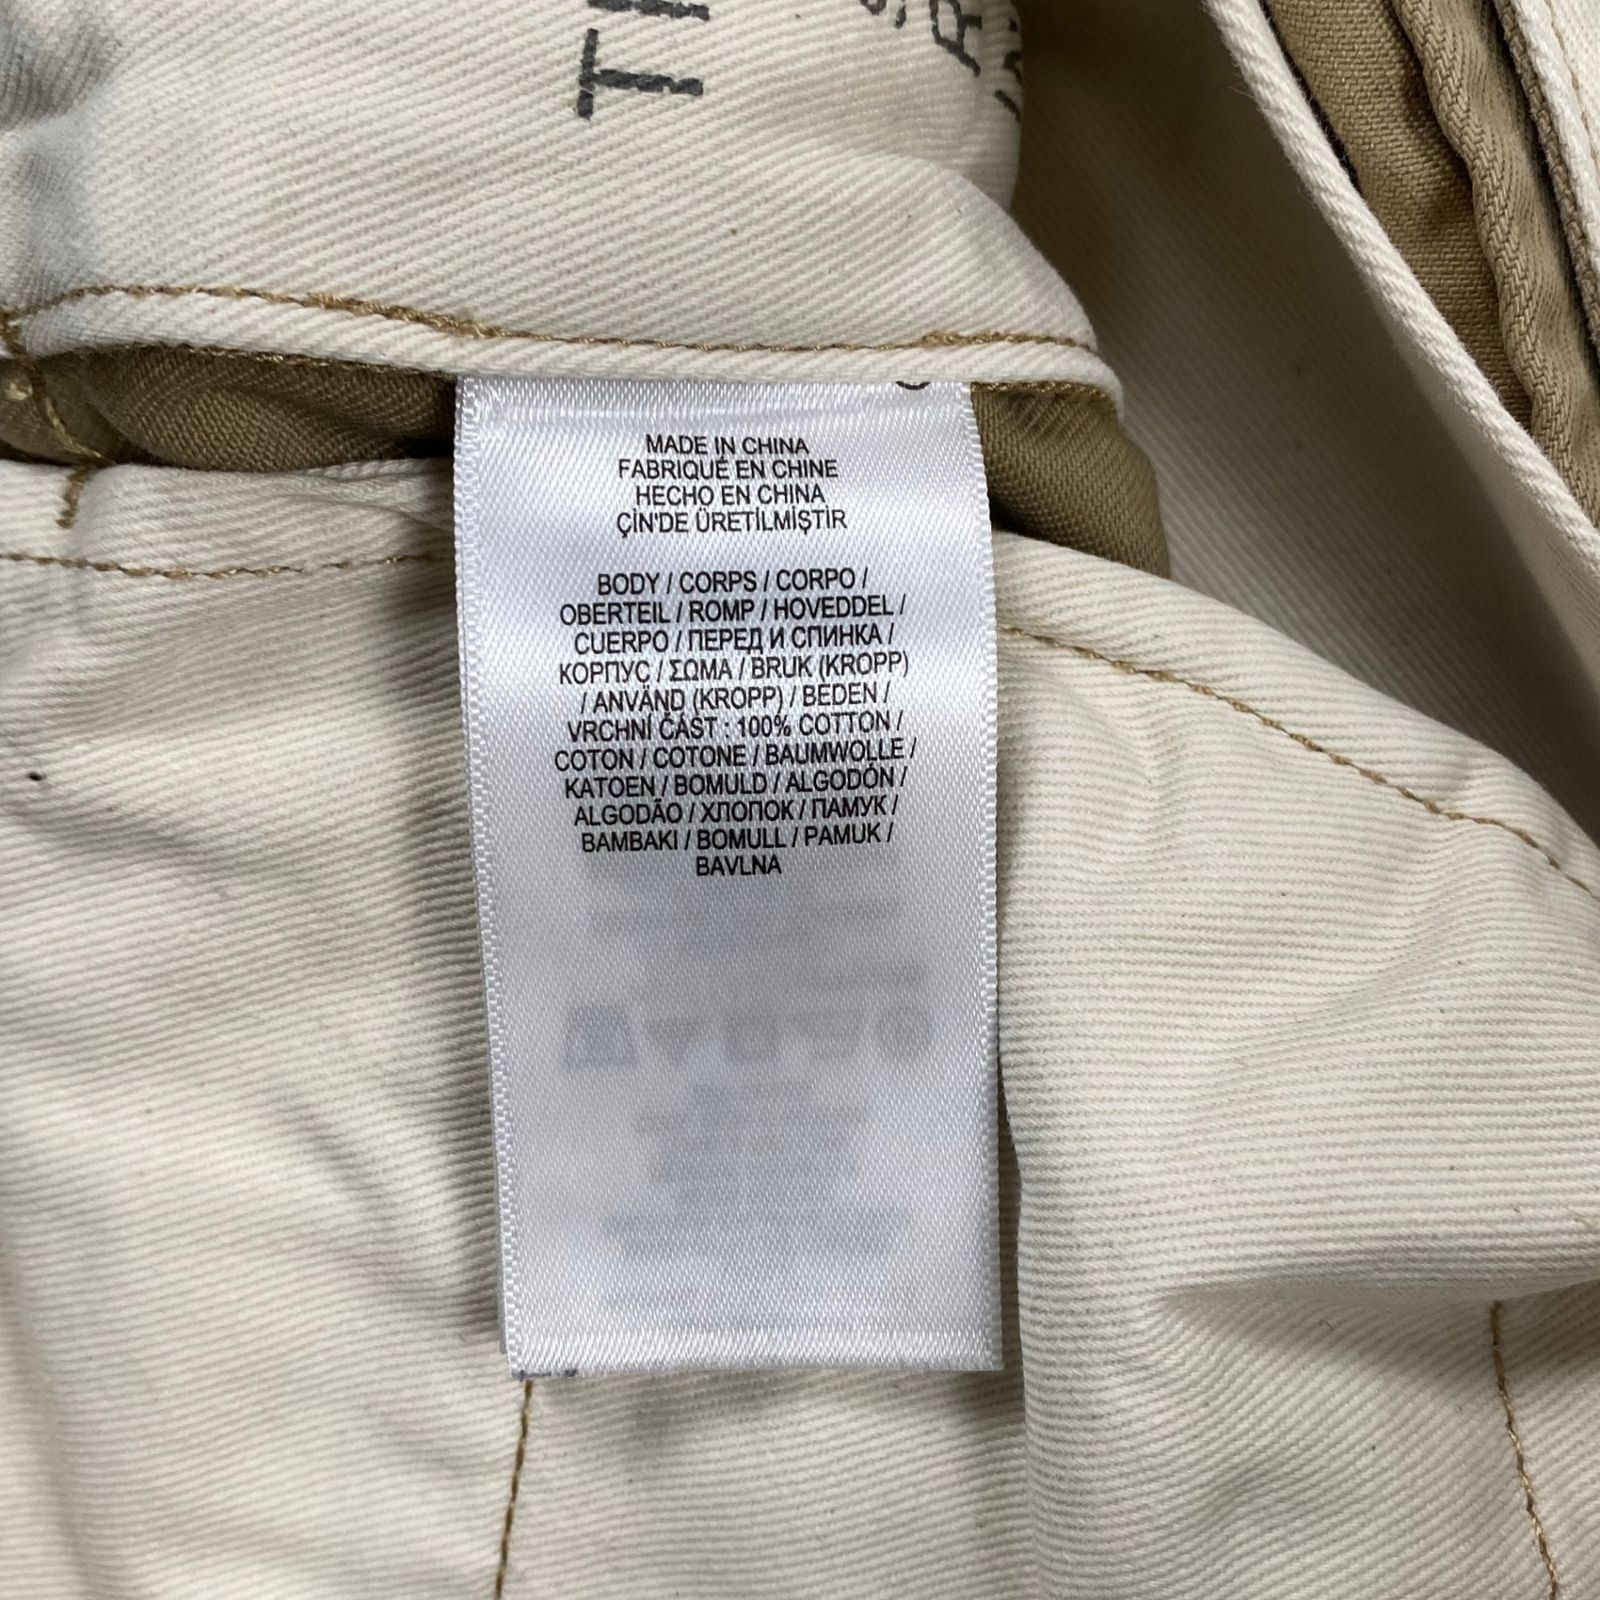 MADE IN CHINA
FABRIQUÉ EN CHINE
HECHO EN CHINA
ÇİN'DE ÜRETİLMİŞTİR
BODY / CORPS / CORPO /
OBERTEIL / ROMP / HOVEDDEL /
CUERPO / ПЕРЕД И СПИНКА /
КОРПУС / ΣΩΜΑ / BRUK (KROPP)
/ ANVÄND (KROPP) / BEDEN /
VRCHNÍ ČÁST : 100% COTTON /
COTON / COTONE / BAUMWOLLE /
KATOEN / BOMULD / ALGODÓN /
ALGODÃO / ХЛОПОК / ПАМУК /
BAMBAKI / BOMULL / PAMUK /
BAVLNA